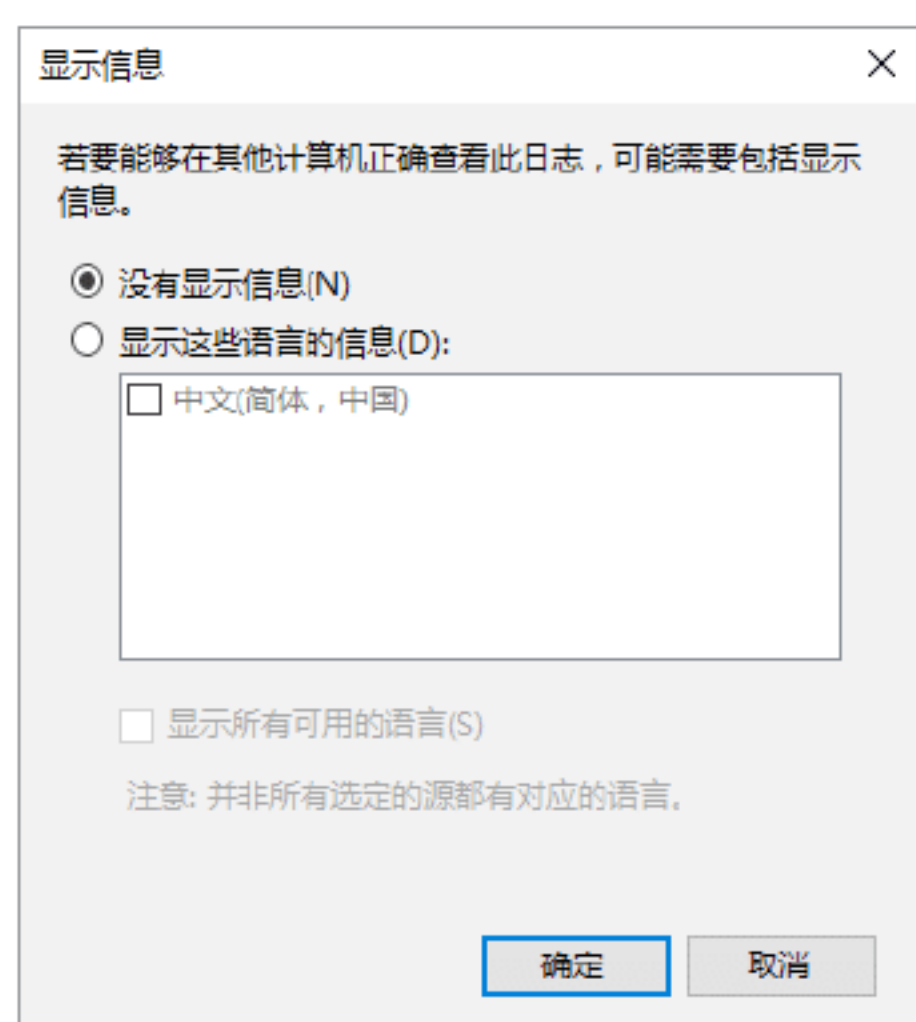 显示信息
若要能够在其他计算机正确查看此日志，可能需要包括显示
信息。
没有显示信息(N)
显示这些语言的信息(D):
中文(简体，中国)
显示所有可用的语言(S)
注意: 并非所有选定的源都有对应的语言。
确定
取消